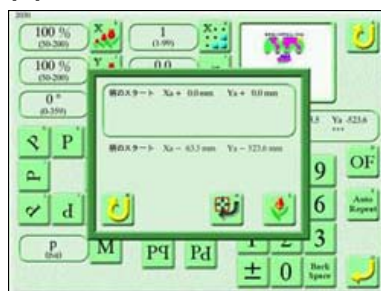 100 %
(50-200)
X
1
(1-99)
X
100 %
(50-200)
Y
0.0
0°
(0-359)
柄のスタート Xa + 0.0 mm Ya + 0.0 mm
柄のスタート Xa - 63.5 mm Ya - 523.6 mm
Ya -523.6
P
P
d
9
OF
6
Auto
Repeat
P
M
Pq
Pd
1
2
3
±
0
Back
Space